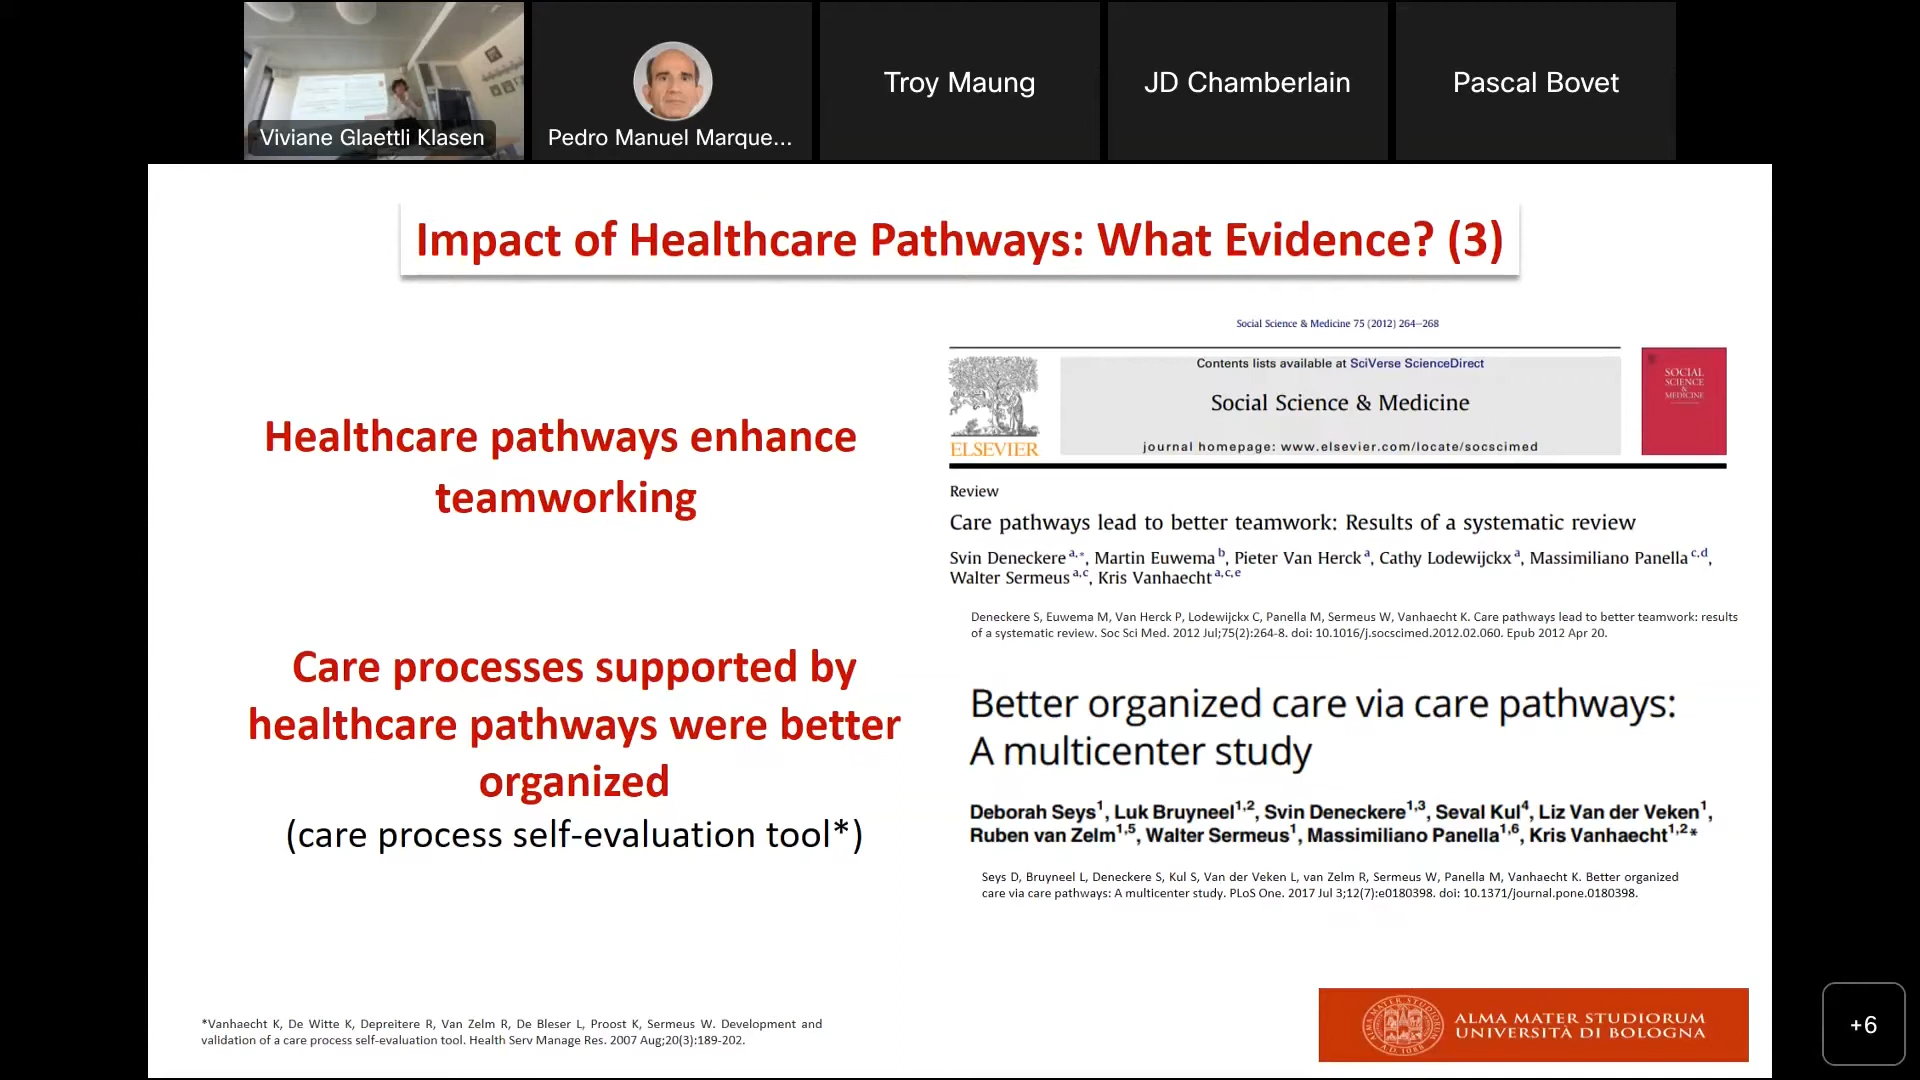 Viviane Glaettli Klasen
Pedro Manuel Marque...
Troy Maung
JD Chamberlain
Pascal Bovet
Impact of Healthcare Pathways: What Evidence? (3)
Healthcare pathways enhance
teamworking
Care processes supported by
healthcare pathways were better
organized
(care process self-evaluation tool*)
*Vanhaecht K, De Witte K, Depreitere R, Van Zelm R, De Bleser L, Proost K, Sermeus W. Development and
validation of a care process self-evaluation tool. Health Serv Manage Res. 2007 Aug;20(3):189-202.
Social Science & Medicine 75 (2012) 264–268
Contents lists available at SciVerse ScienceDirect
Social Science & Medicine
journal homepage: www.elsevier.com/locate/socscimed
ELSEVIER
SOCIAL
SCIENCE
&
MEDICINE
Review
Care pathways lead to better teamwork: Results of a systematic review
Svin Deneckere a,*, Martin Euwema b, Pieter Van Herck a, Cathy Lodewijckx a, Massimiliano Panella c,d,
Walter Sermeus a,c, Kris Vanhaecht a,c,e
Deneckere S, Euwema M, Van Herck P, Lodewijckx C, Panella M, Sermeus W, Vanhaecht K. Care pathways lead to better teamwork: results
of a systematic review. Soc Sci Med. 2012 Jul;75(2):264-8. doi: 10.1016/j.socscimed.2012.02.060. Epub 2012 Apr 20.
Better organized care via care pathways:
A multicenter study
Deborah Seys1, Luk Bruyneel1,2, Svin Deneckere1,3, Seval Kul4, Liz Van der Veken1,
Ruben van Zelm1,5, Walter Sermeus1, Massimiliano Panella1,6, Kris Vanhaecht1,2*
Seys D, Bruyneel L, Deneckere S, Kul S, Van der Veken L, van Zelm R, Sermeus W, Panella M, Vanhaecht K. Better organized
care via care pathways: A multicenter study. PLoS One. 2017 Jul 3;12(7):e0180398. doi: 10.1371/journal.pone.0180398.
ALMA MATER STUDIORUM
UNIVERSITÀ DI BOLOGNA
+6